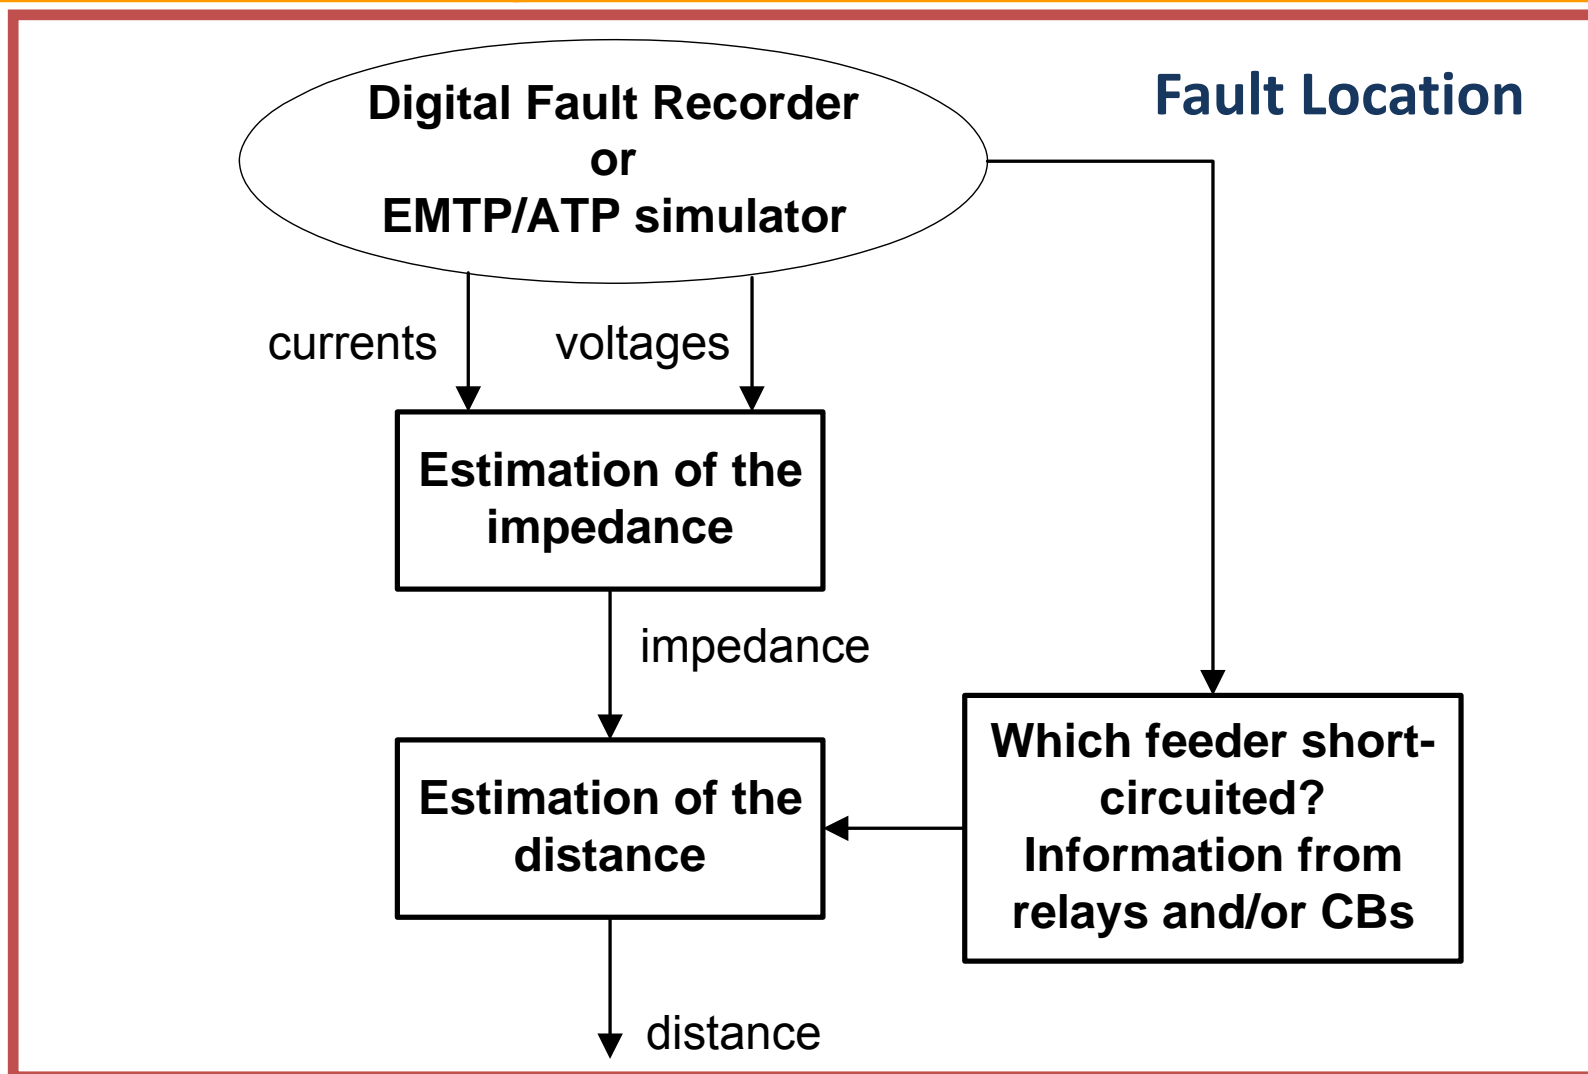 Fault Location
Digital Fault Recorder
or
EMTP/ATP simulator
currents
voltages
Estimation of the
impedance
impedance
Estimation of the
distance
Which feeder short-
circuited?
Information from
relays and/or CBs
distance